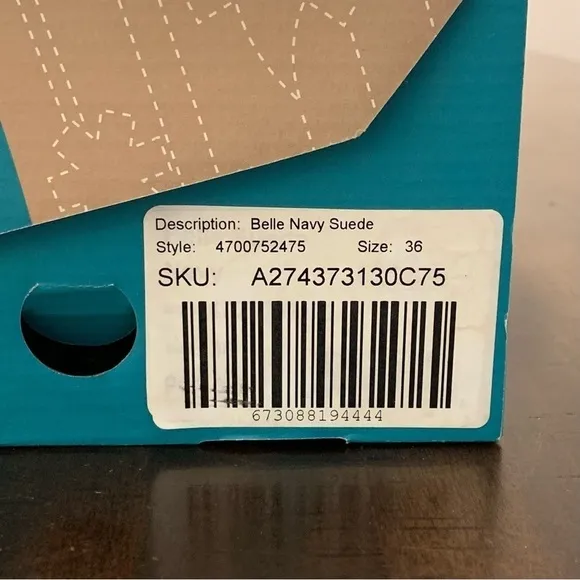 Description: Belle Navy Suede
Style: 4700752475 Size: 36
SKU: A274373130C75
673088194444